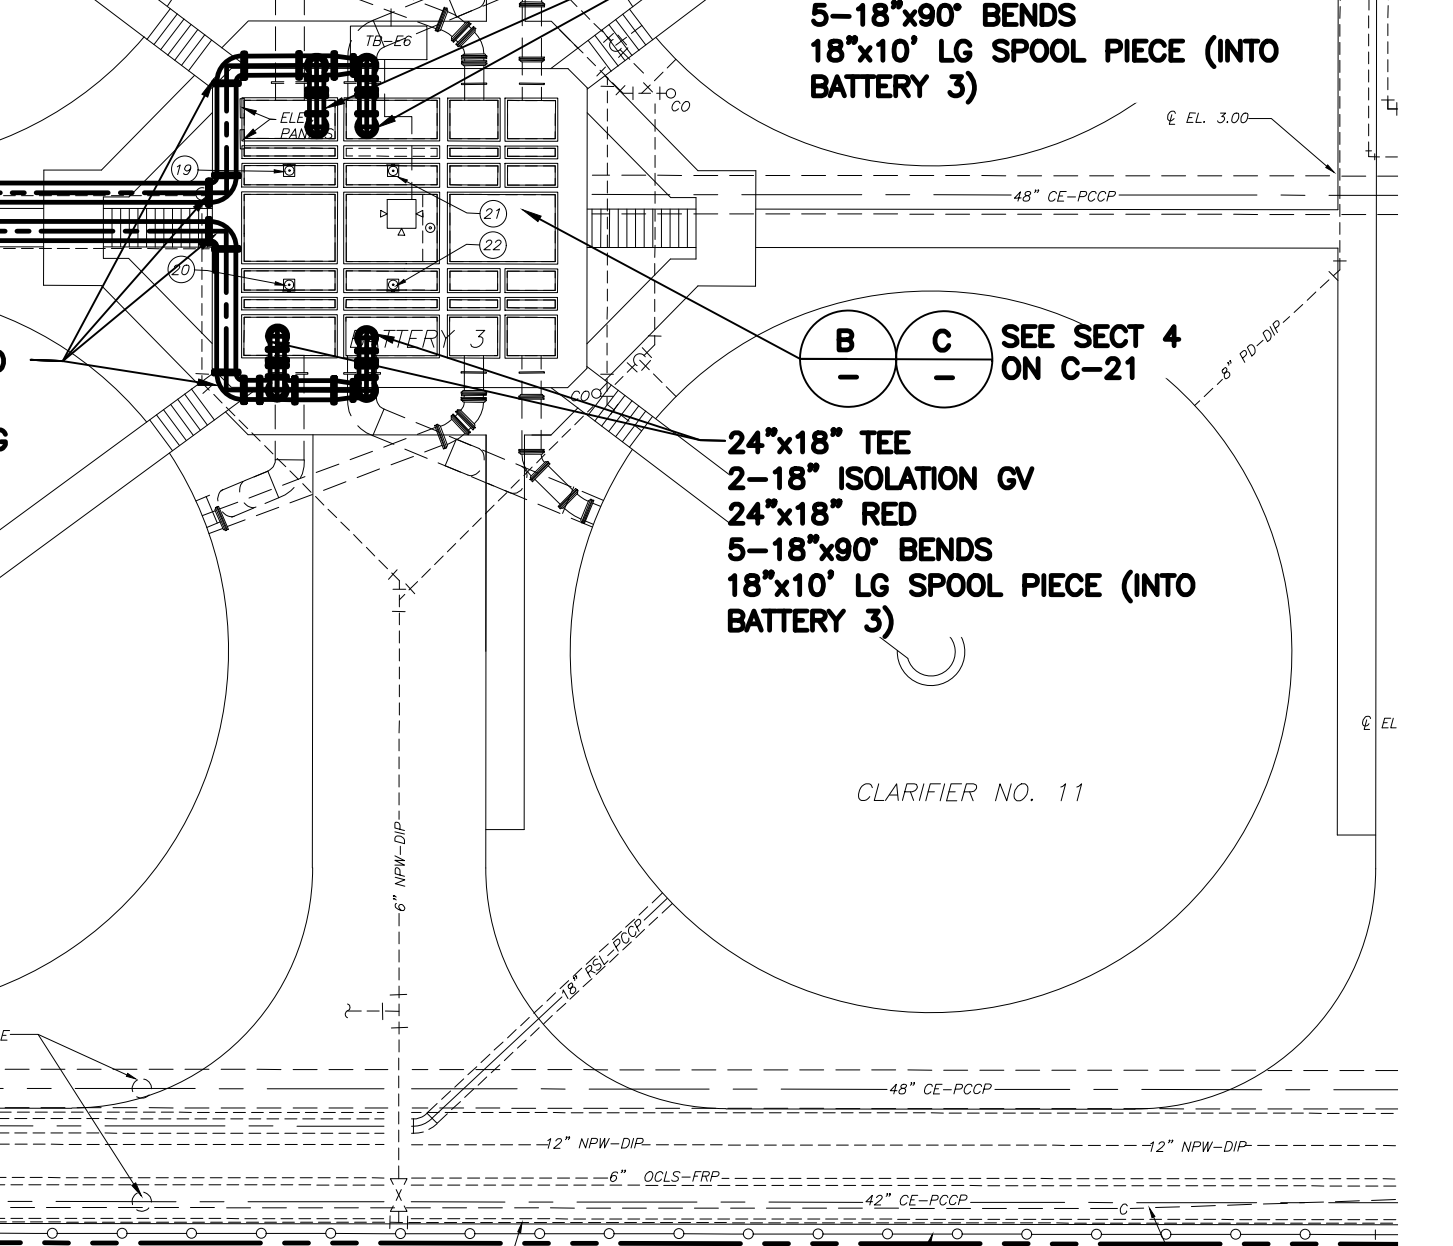 5-18"x90° BENDS
18"x10' LG SPOOL PIECE (INTO
BATTERY 3)
TB-E6
CO
℄ EL. 3.00
19
48" CE-PCCP
21
22
20
BATTERY 3
8" PD-DIP
B
C
-
-
SEE SECT 4
ON C-21
CO
G
24"x18" TEE
2-18" ISOLATION GV
24"x18" RED
5-18"x90° BENDS
18"x10' LG SPOOL PIECE (INTO
BATTERY 3)
℄ EL
CLARIFIER NO. 11
6" NPW-DIP
18" RSL-PCCP
E
48" CE-PCCP
12" NPW-DIP
12" NPW-DIP
6" OCLS-FRP
42" CE-PCCP
C